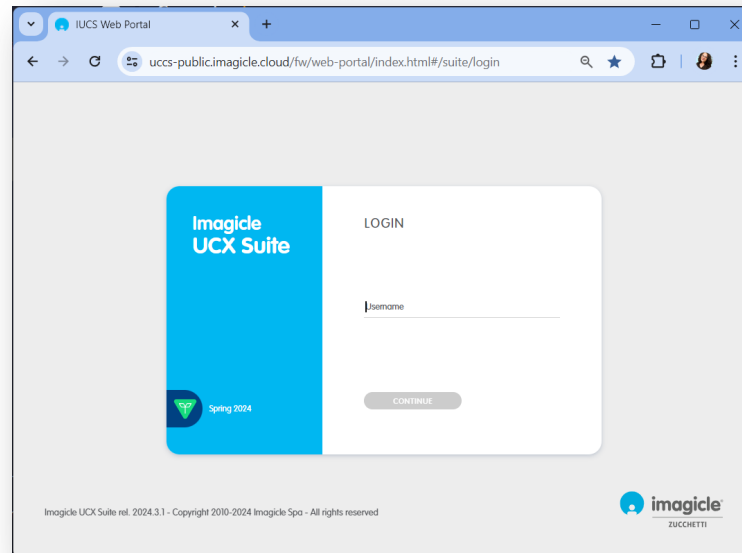 IUCS Web Portal
uccs-public.imagicle.cloud/fw/web-portal/index.html#/suite/login
Imagicle
UCX Suite
LOGIN
Username
CONTINUE
Spring 2024
Imagicle UCX Suite rel. 2024.3.1 - Copyright 2010-2024 Imagicle Spa - All rights reserved
imagicle
ZUCCHETTI